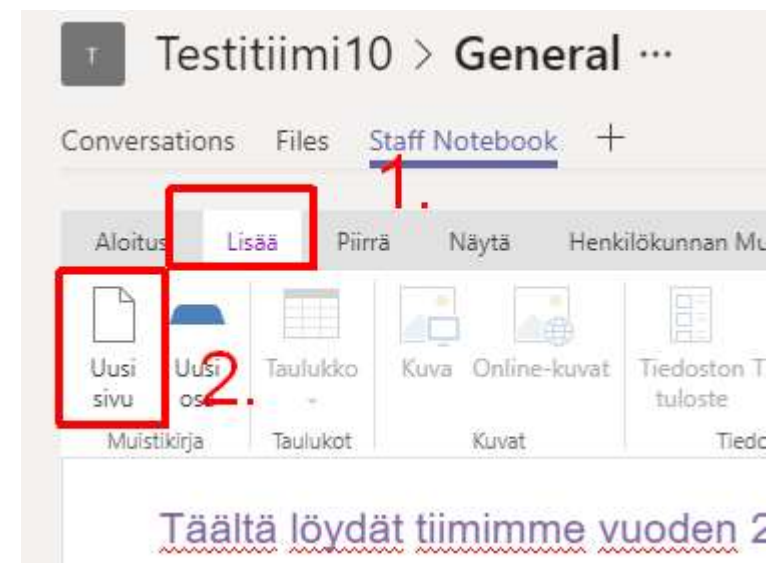 T Testitiimi10 > General ...
Conversations Files Staff Notebook +
1.
Aloitus Lisää Piirrä Näytä Henkilökunnan Mu
Uusi sivu Uusi Taulukko Kuva Online-kuvat Tiedoston tuloste T
2.
Muistikirja Taulukot Kuvat Tiedo
Täältä löydät tiimimme vuoden 2